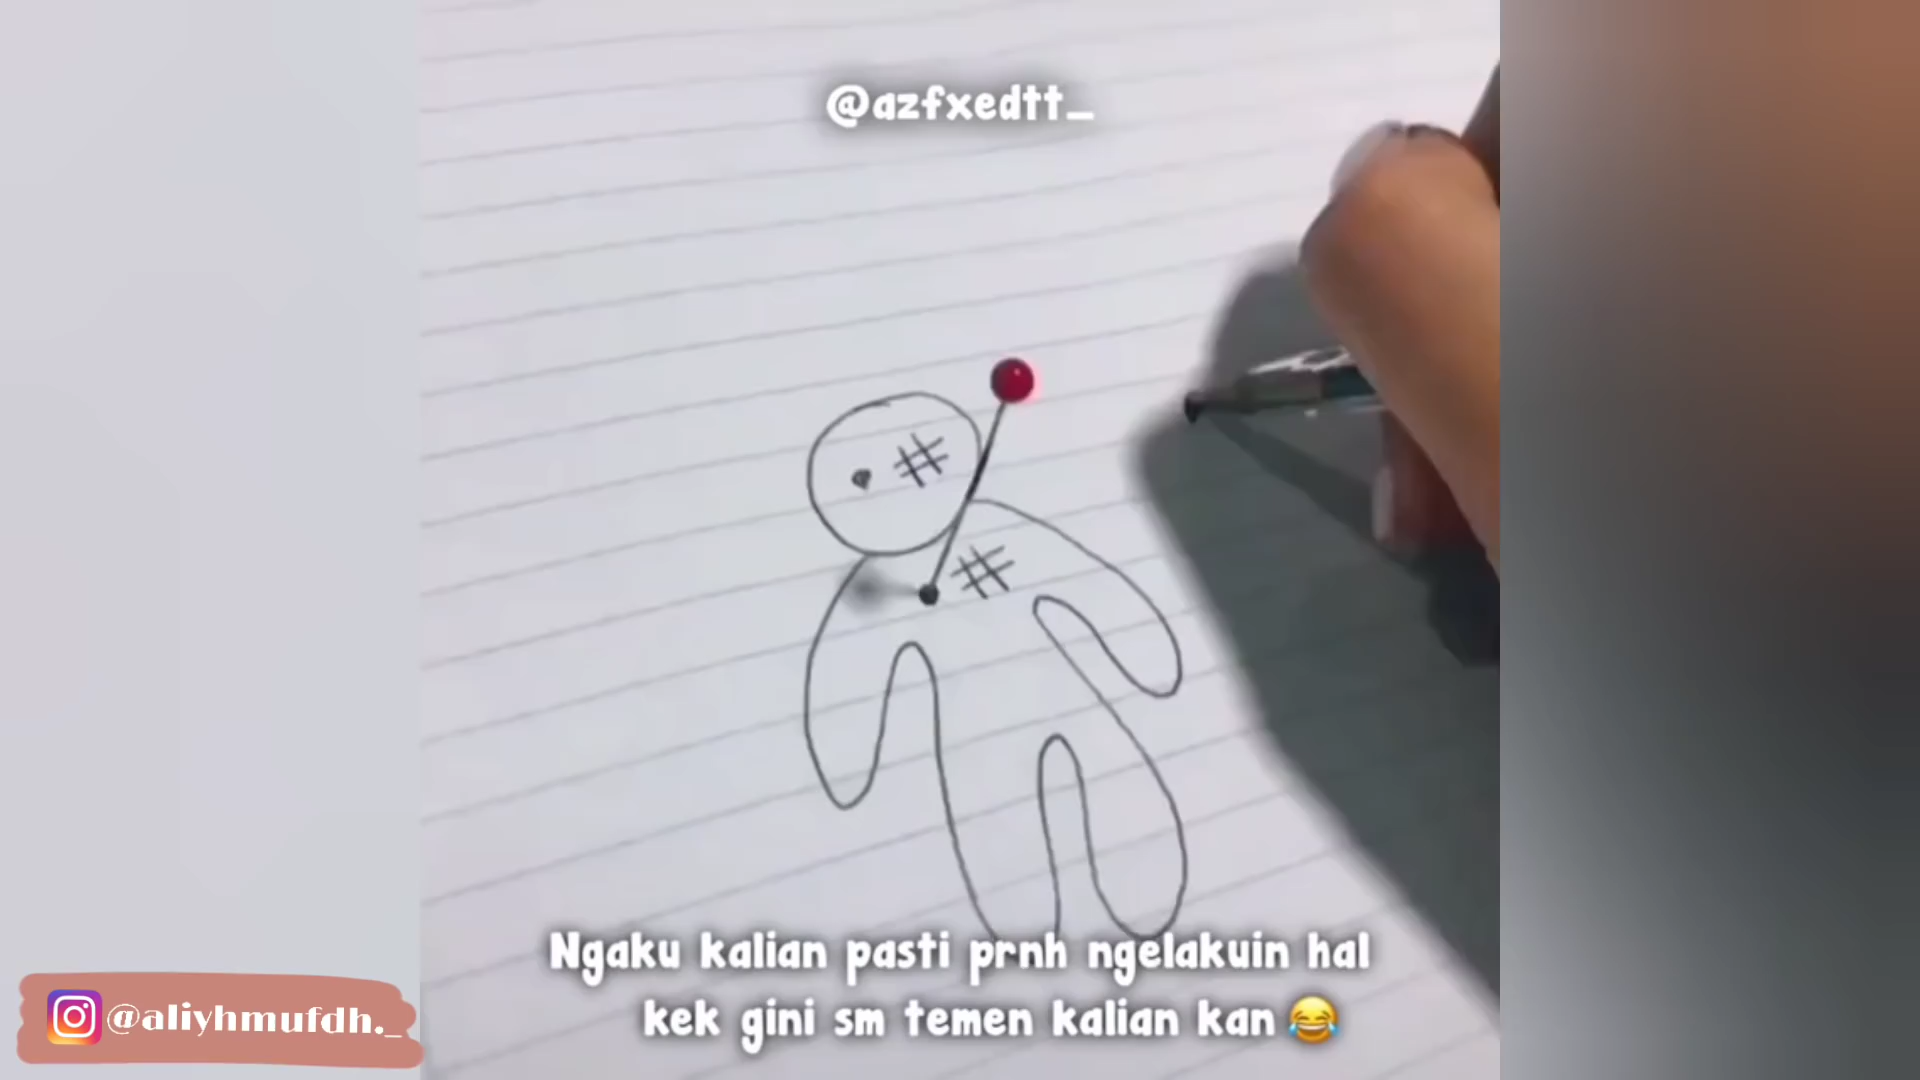 @azfxedtt_
Ngaku kalian pasti prnh ngelakuin hal
kek gini sm temen kalian kan 😂
@aliyhmufdh._